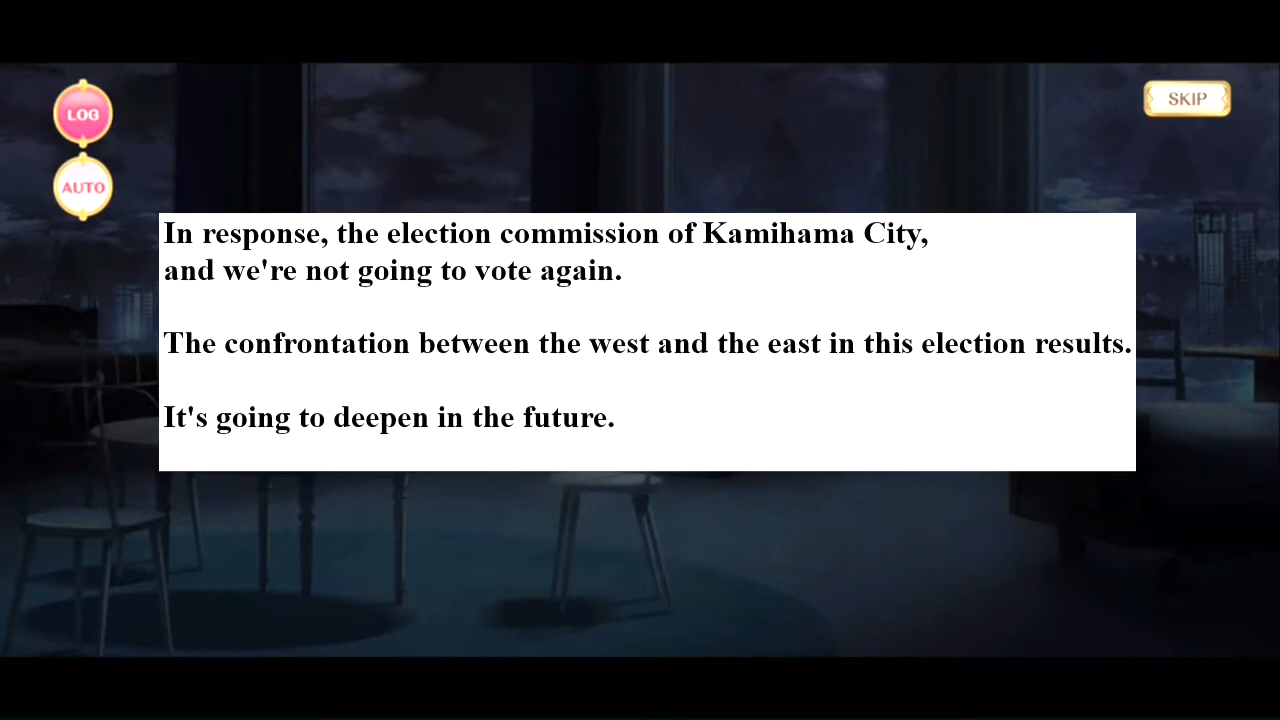 LOG
SKIP
AUTO
In response, the election commission of Kamihama City,
and we're not going to vote again.
The confrontation between the west and the east in this election results.
It's going to deepen in the future.